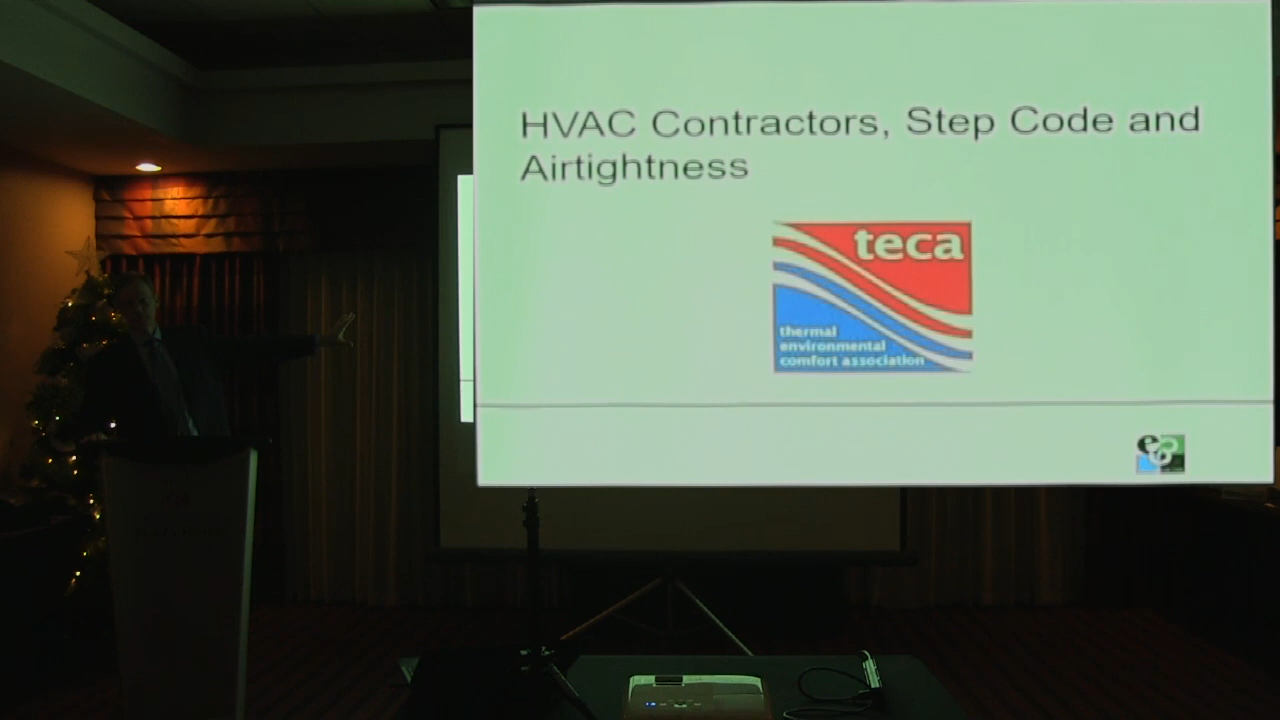 HVAC Contractors, Step Code and
Airtightness
teca
thermal
environmental
comfort association